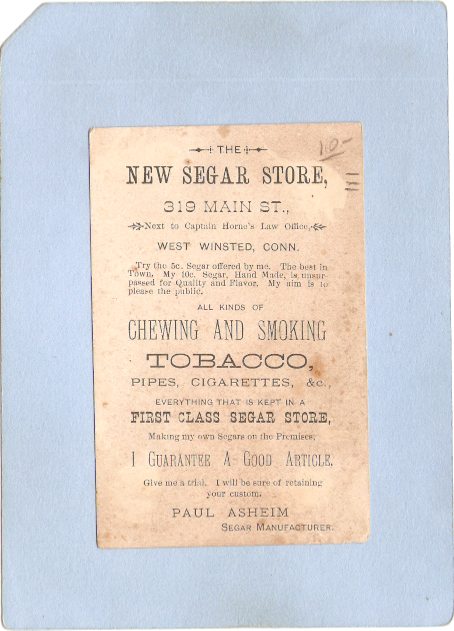 THE
10-
NEW SEGAR STORE,
319 MAIN ST.,
Next to Captain Horne's Law Office,
WEST WINSTED, CONN.
Try the 5c. Segar offered by me. The best in
Town. My 10c. Segar, Hand Made, is unsur-
passed for Quality and Flavor. My aim is to
please the public.
ALL KINDS OF
CHEWING AND SMOKING
TOBACCO,
PIPES, CIGARETTES, &c.,
EVERYTHING THAT IS KEPT IN A
FIRST CLASS SEGAR STORE,
Making my own Segars on the Premises,
I GUARANTEE A GOOD ARTICLE.
Give me a trial. I will be sure of retaining
your custom.
PAUL ASHEIM
SEGAR MANUFACTURER.